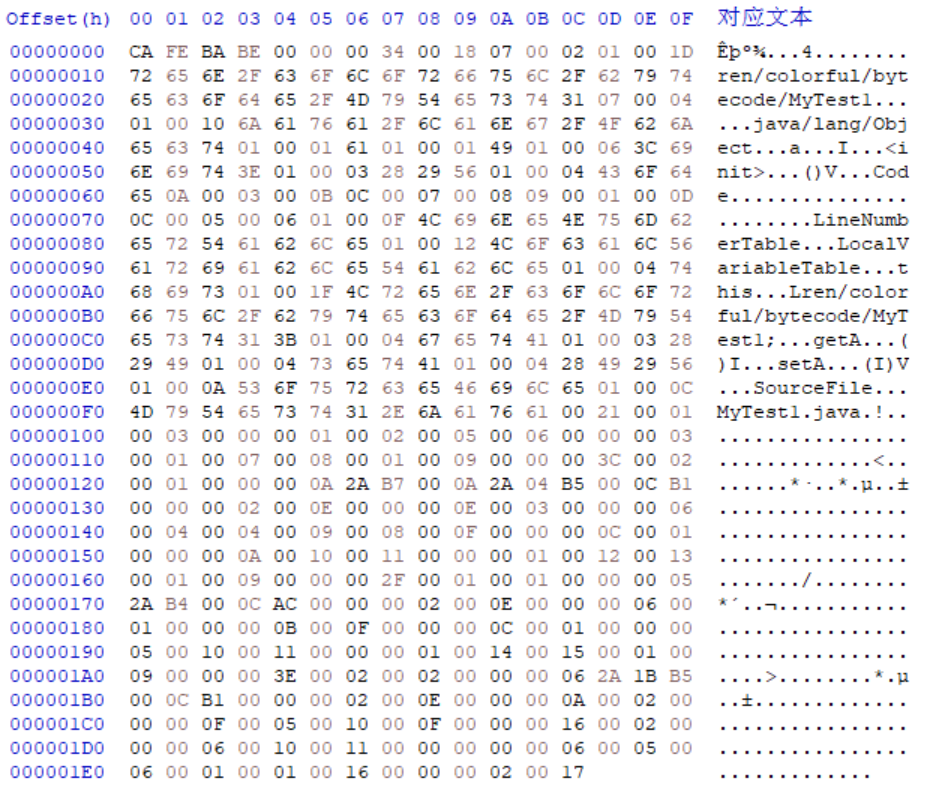 Offset(h) 00 01 02 03 04 05 06 07 08 09 0A 0B 0C 0D 0E 0F 对应文本
00000000 CA FE BA BE 00 00 00 34 00 18 07 00 02 01 00 1D Êþº¾...4........
00000010 72 65 6E 2F 63 6F 6C 6F 72 66 75 6C 2F 62 79 74 ren/colorful/byt
00000020 65 63 6F 64 65 2F 4D 79 54 65 73 74 31 07 00 04 ecode/MyTest1...
00000030 01 00 10 6A 61 76 61 2F 6C 61 6E 67 2F 4F 62 6A ...java/lang/Obj
00000040 65 63 74 01 00 01 61 01 00 01 49 01 00 06 3C 69 ect...a...I...<i
00000050 6E 69 74 3E 01 00 03 28 29 56 01 00 04 43 6F 64 nit>...()V...Cod
00000060 65 0A 00 03 00 0B 0C 00 07 00 08 09 00 01 00 0D e...............
00000070 0C 00 05 00 06 01 00 0F 4C 69 6E 65 4E 75 6D 62 ........LineNumb
00000080 65 72 54 61 62 6C 65 01 00 12 4C 6F 63 61 6C 56 erTable...LocalV
00000090 61 72 69 61 62 6C 65 54 61 62 6C 65 01 00 04 74 ariableTable...t
000000A0 68 69 73 01 00 1F 4C 72 65 6E 2F 63 6F 6C 6F 72 his...Lren/color
000000B0 66 75 6C 2F 62 79 74 65 63 6F 64 65 2F 4D 79 54 ful/bytecode/MyT
000000C0 65 73 74 31 3B 01 00 04 67 65 74 41 01 00 03 28 est1;...getA...(
000000D0 29 49 01 00 04 73 65 74 41 01 00 04 28 49 29 56 )I...setA...(I)V
000000E0 01 00 0A 53 6F 75 72 63 65 46 69 6C 65 01 00 0C ...SourceFile...
000000F0 4D 79 54 65 73 74 31 2E 6A 61 76 61 00 21 00 01 MyTest1.java.!..
00000100 00 03 00 00 00 01 00 02 00 05 00 06 00 00 00 03 ................
00000110 00 01 00 07 00 08 00 01 00 09 00 00 00 3C 00 02 .............<..
00000120 00 01 00 00 00 0A 2A B7 00 0A 2A 04 B5 00 0C B1 ......*·..*.µ..±
00000130 00 00 00 02 00 0E 00 00 00 0E 00 03 00 00 00 06 ................
00000140 00 04 00 04 00 09 00 08 00 0F 00 00 00 0C 00 01 ................
00000150 00 00 00 0A 00 10 00 11 00 00 00 01 00 12 00 13 ................
00000160 00 01 00 09 00 00 00 2F 00 01 00 01 00 00 00 05 ......./........
00000170 2A B4 00 0C AC 00 00 00 02 00 0E 00 00 00 06 00 *´..¬...........
00000180 01 00 00 00 0B 00 0F 00 00 00 0C 00 01 00 00 00 ................
00000190 05 00 10 00 11 00 00 00 01 00 14 00 15 00 01 00 ................
000001A0 09 00 00 00 3E 00 02 00 02 00 00 00 06 2A 1B B5 ....>........*.µ
000001B0 00 0C B1 00 00 00 02 00 0E 00 00 00 0A 00 02 00 ..±.............
000001C0 00 00 0F 00 05 00 10 00 0F 00 00 00 16 00 02 00 ................
000001D0 00 00 06 00 10 00 11 00 00 00 00 00 06 00 05 00 ................
000001E0 06 00 01 00 01 00 16 00 00 00 02 00 17 .............